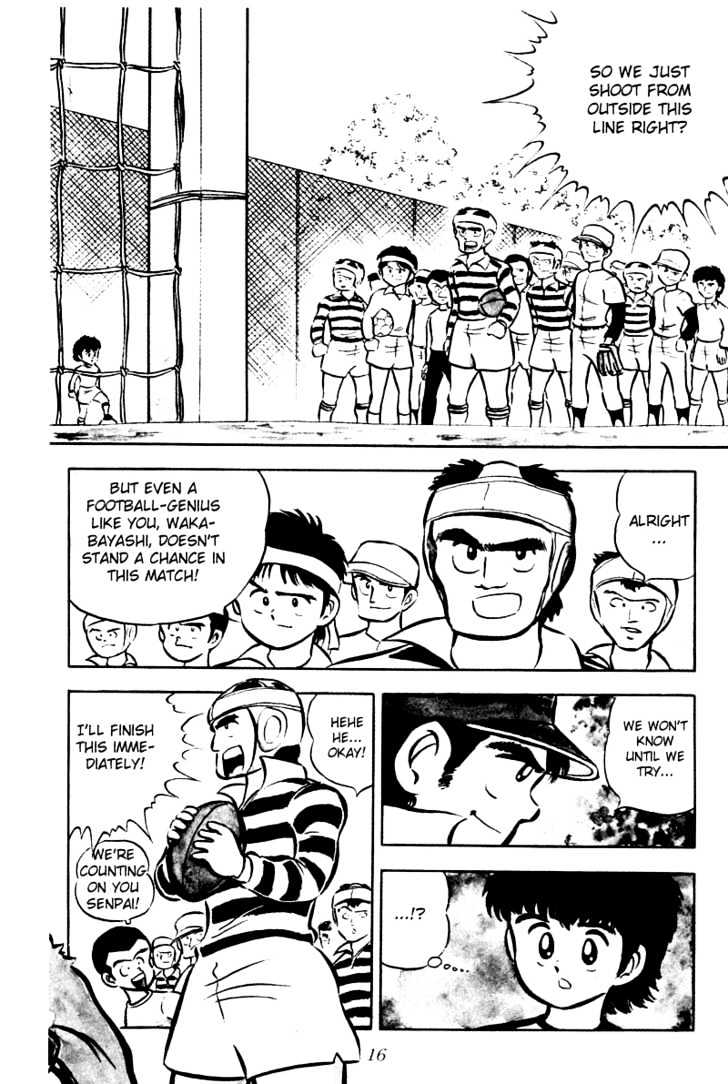 SO WE JUST
SHOOT FROM
OUTSIDE THIS
LINE RIGHT?
BUT EVEN A
FOOTBALL-GENIUS
LIKE YOU, WAKA-
BAYASHI, DOESN'T
STAND A CHANCE IN
THIS MATCH!
ALRIGHT
...
I'LL FINISH
THIS IMME-
DIATELY!
HEHE
HE...
OKAY!
WE'RE
COUNTING
ON YOU
SENPAI!
WE WON'T
KNOW
UNTIL WE
TRY...
...!?
16